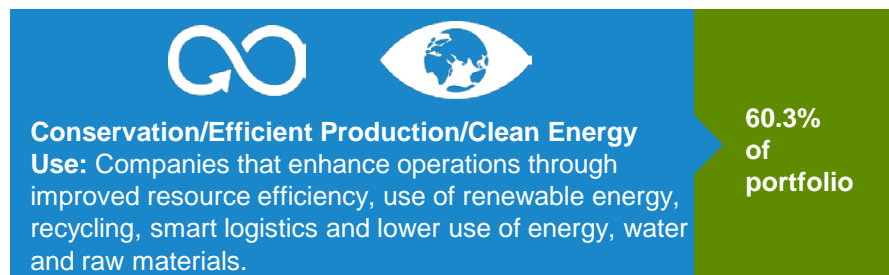 Conservation/Efficient Production/Clean Energy
Use: Companies that enhance operations through
improved resource efficiency, use of renewable energy,
recycling, smart logistics and lower use of energy, water
and raw materials.
60.3%
of
portfolio